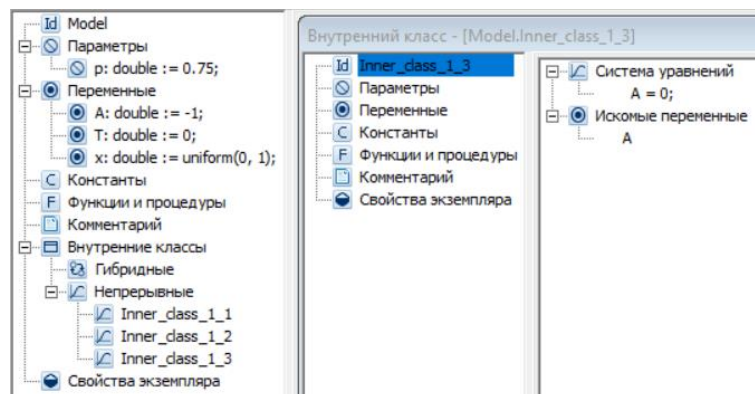 Model
Параметры
p: double := 0.75;
Переменные
A: double := -1;
T: double := 0;
x: double := uniform(0, 1);
Константы
Функции и процедуры
Комментарий
Внутренние классы
Гибридные
Непрерывные
Inner_class_1_1
Inner_class_1_2
Inner_class_1_3
Свойства экземпляра
Внутренний класс - [Model.Inner_class_1_3]
Inner_class_1_3
Параметры
Переменные
Константы
Функции и процедуры
Комментарий
Свойства экземпляра
Система уравнений
A = 0;
Искомые переменные
A